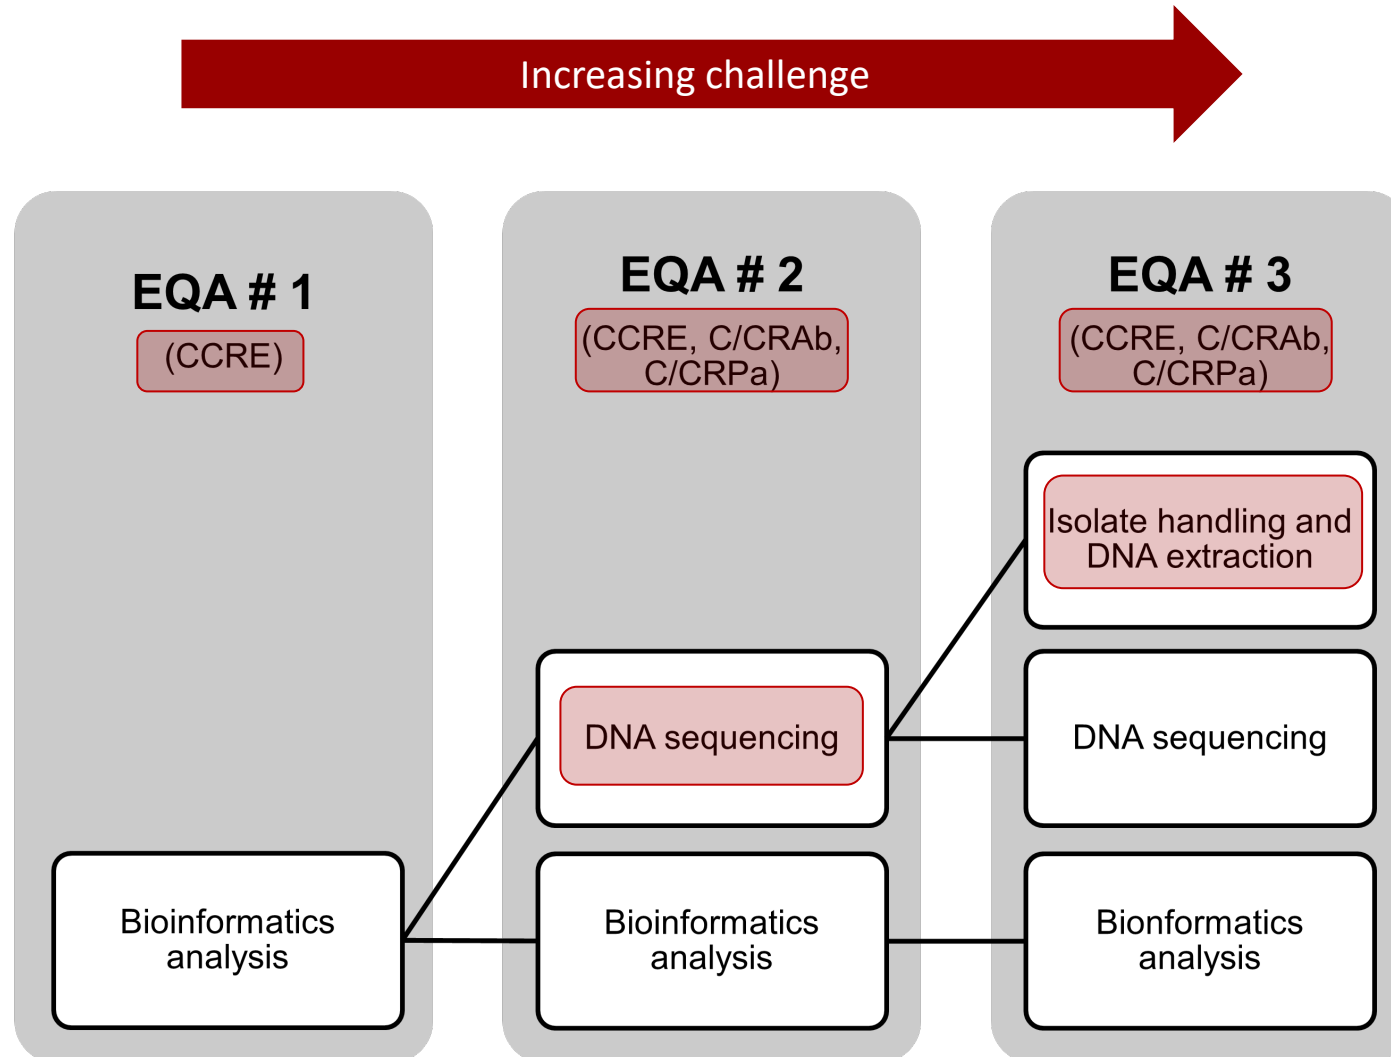 Increasing challenge
EQA # 1
(CCRE)
EQA # 2
(CCRE, C/CRAb,
C/CRPa)
EQA # 3
(CCRE, C/CRAb,
C/CRPa)
Isolate handling and
DNA extraction
DNA sequencing
DNA sequencing
Bioinformatics
analysis
Bioinformatics
analysis
Bionformatics
analysis